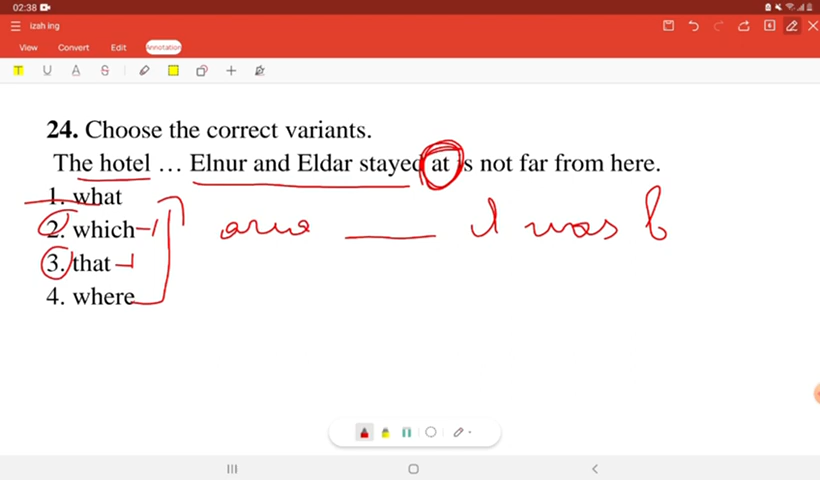 02:38
izah ing
View Convert Edit Annotation
T U A S
24. Choose the correct variants.
The hotel … Elnur and Eldar stayed at is not far from here.
1. what
2. which
3. that
4. where
I was b